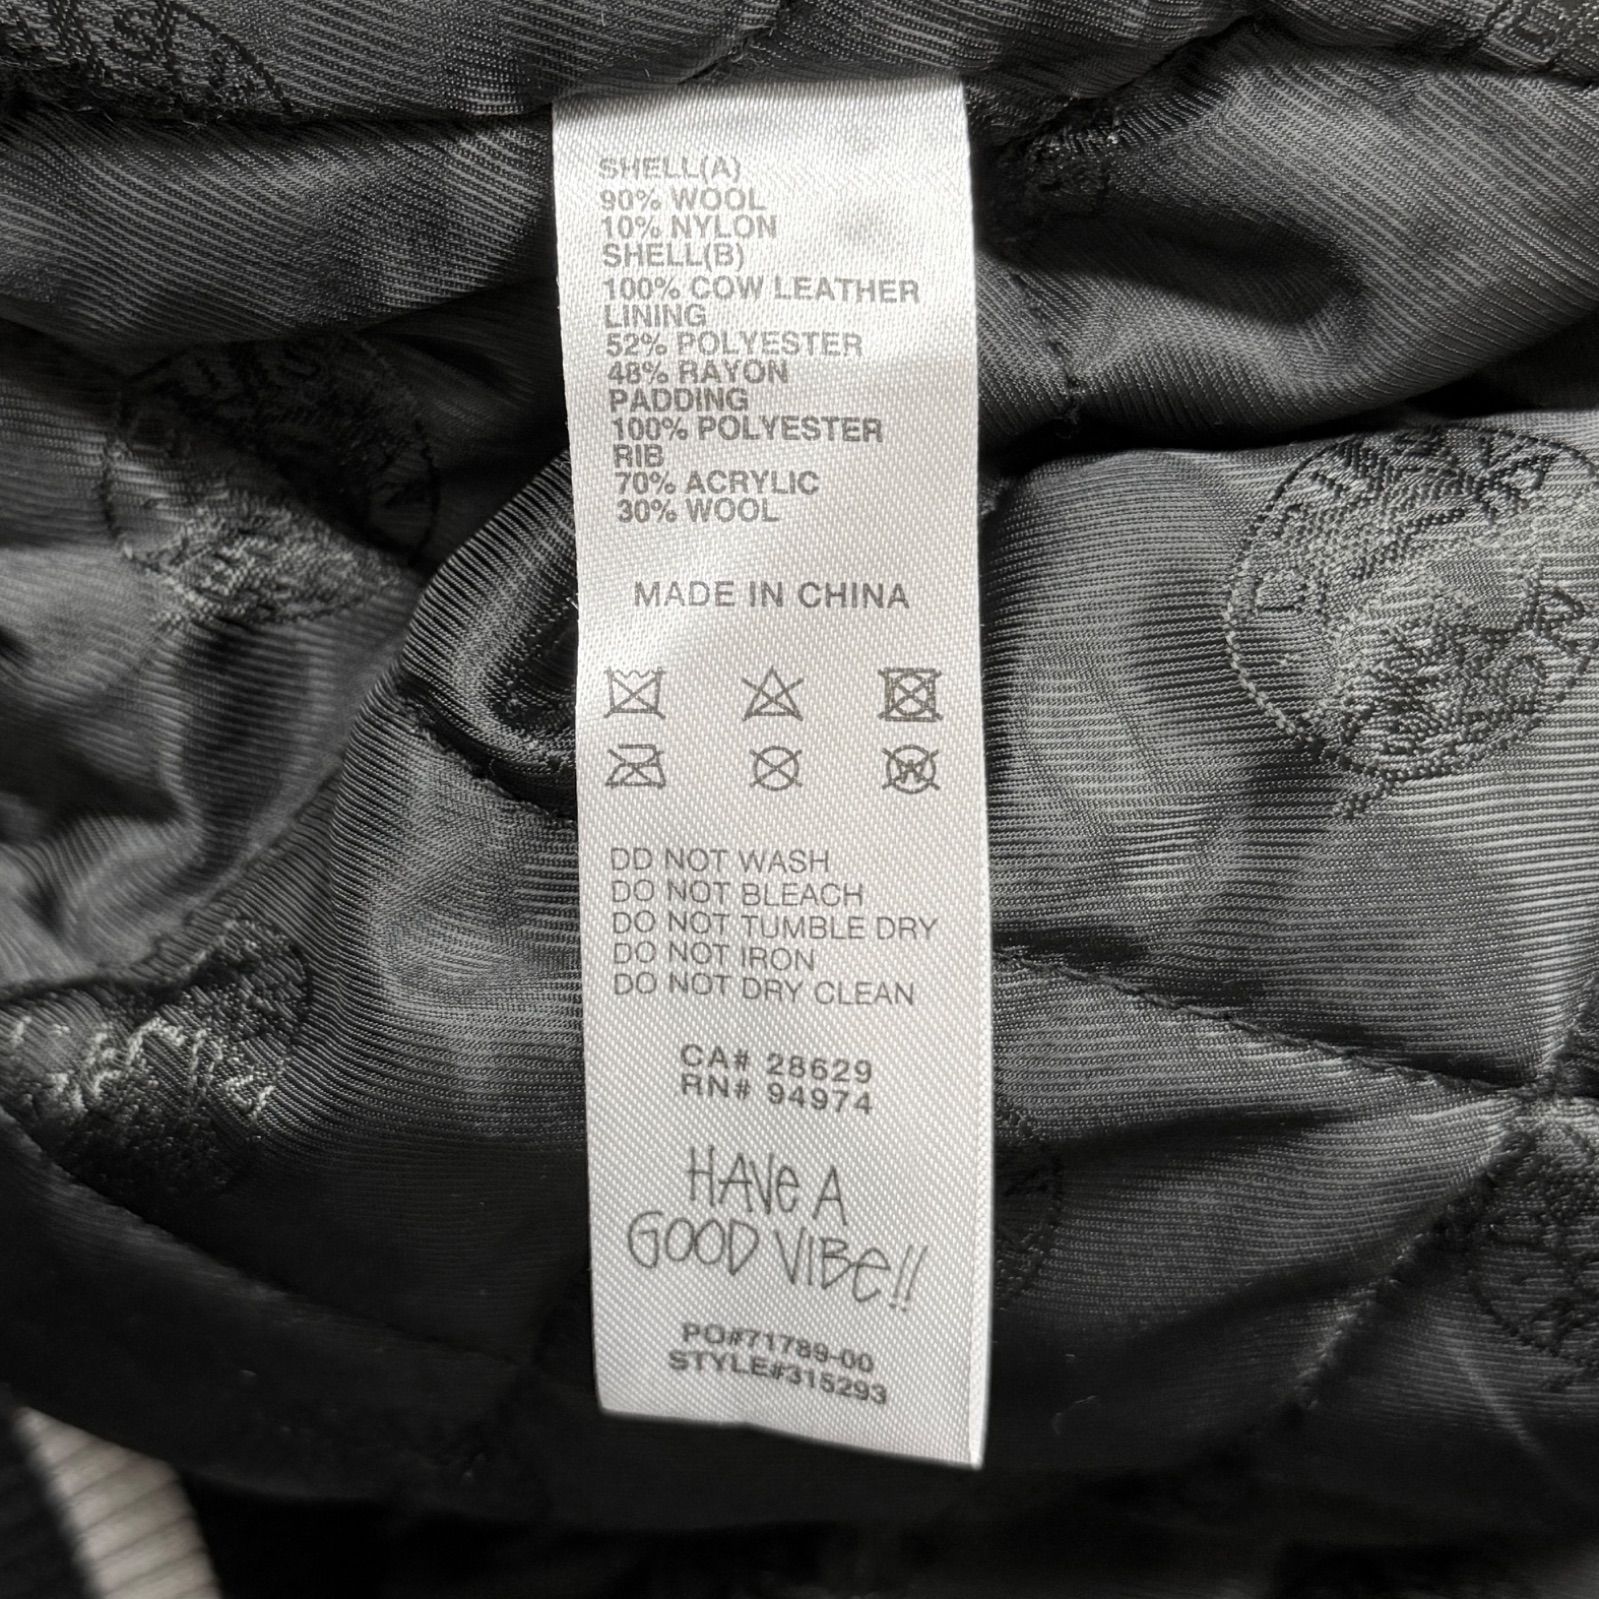 SHELL(A)
90% WOOL
10% NYLON
SHELL(B)
100% COW LEATHER
LINING
52% POLYESTER
48% RAYON
PADDING
100% POLYESTER
RIB
70% ACRYLIC
30% WOOL
MADE IN CHINA
W
DD NOT WASH
DO NOT BLEACH
DO NOT TUMBLE DRY
DO NOT IRON
DO NOT DRY CLEAN
CA# 28629
RN# 94974
HAVe A
GOOD VIBe!!
PO#71789-00
STYLE#315293